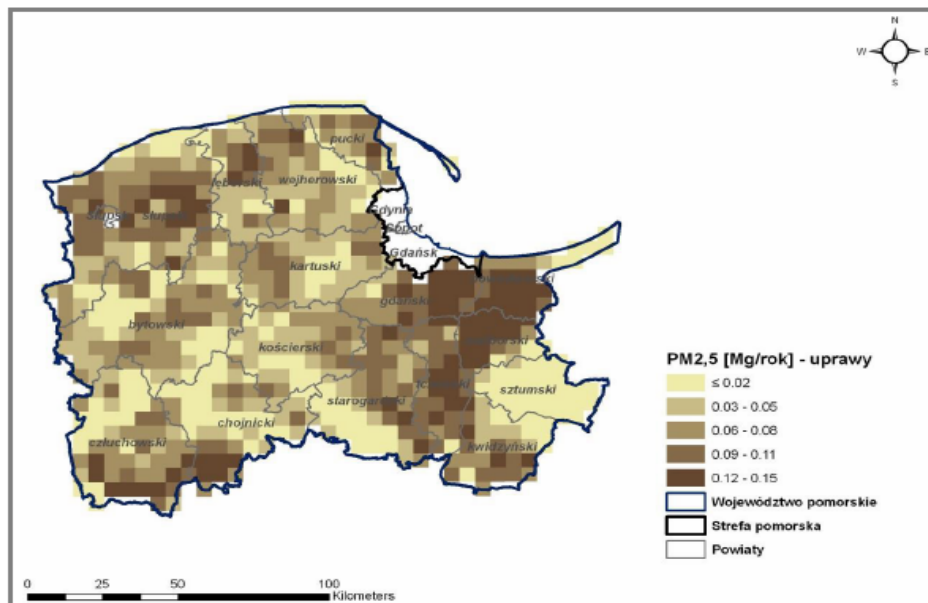 N
W E
S
pucki
lęborski
wejherowski
Gdynia
Słupsk słupski
Sopot
Gdańsk
kartuski
gdański
bytowski
kościerski
sztumski
starogardzki
chojnicki
człuchowski
kwidzyński
PM2,5 [Mg/rok] - uprawy
≤ 0.02
0.03 - 0.05
0.06 - 0.08
0.09 - 0.11
0.12 - 0.15
Województwo pomorskie
Strefa pomorska
Powiaty
0 25 50 100
Kilometers